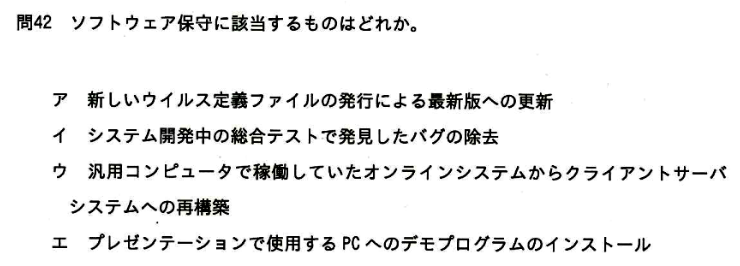 問42 ソフトウェア保守に該当するものはどれか。
ア 新しいウイルス定義ファイルの発行による最新版への更新
イ システム開発中の総合テストで発見したバグの除去
ウ 汎用コンピュータで稼働していたオンラインシステムからクライアントサーバ
システムへの再構築
エ プレゼンテーションで使用するPCへのデモプログラムのインストール